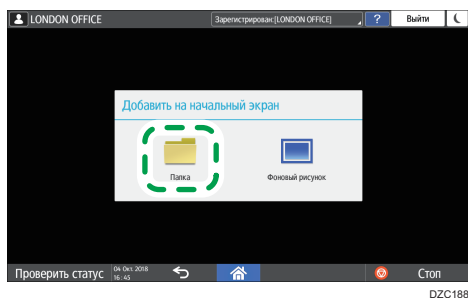 LONDON OFFICE
Зарегистрирован:[LONDON OFFICE]
?
Выйти
Добавить на начальный экран
Папка
Фоновый рисунок
Проверить статус
04 Окт. 2018
16:45
Стоп
DZC188